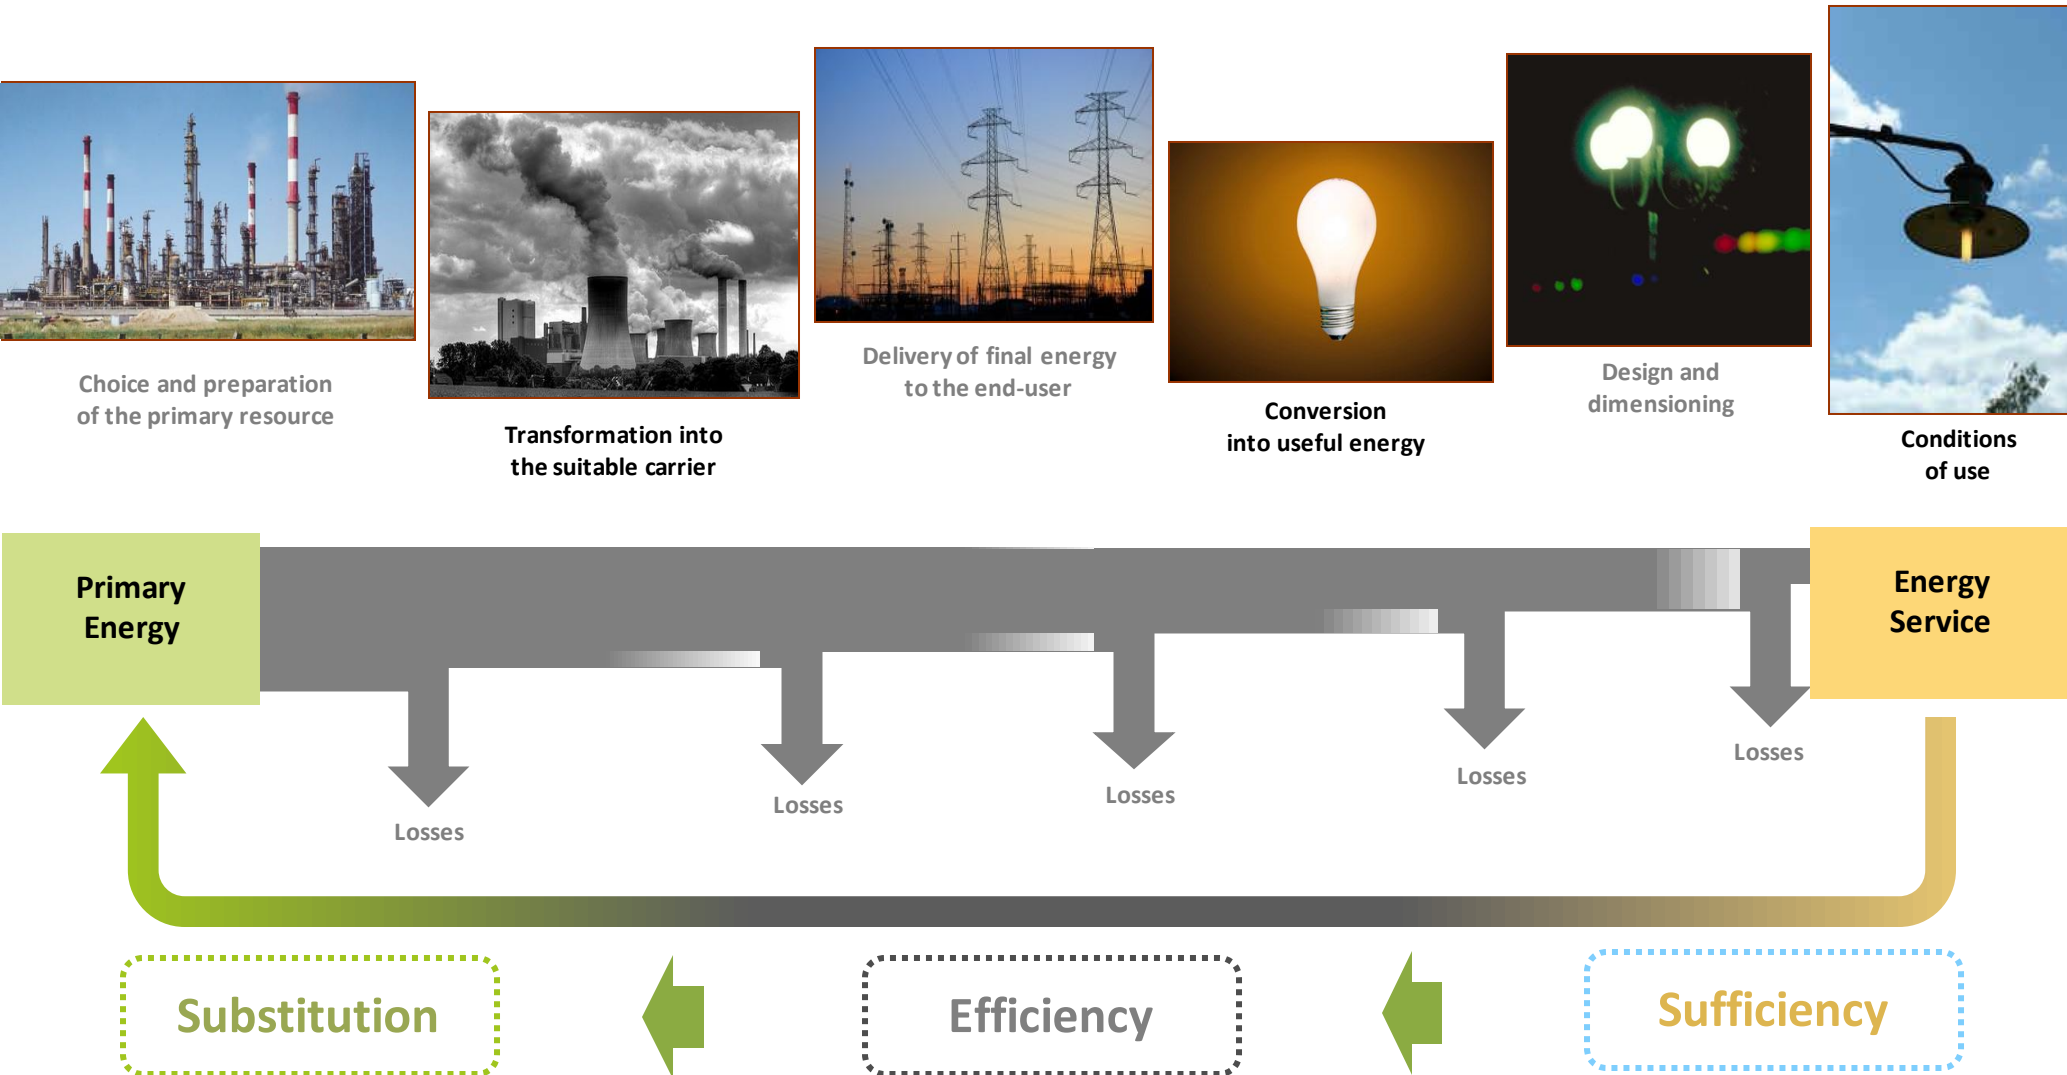 Choice and preparation
of the primary resource
Transformation into
the suitable carrier
Delivery of final energy
to the end-user
Conversion
into useful energy
Design and
dimensioning
Conditions
of use
Primary
Energy
Energy
Service
Losses
Losses
Losses
Losses
Losses
Substitution
Efficiency
Sufficiency